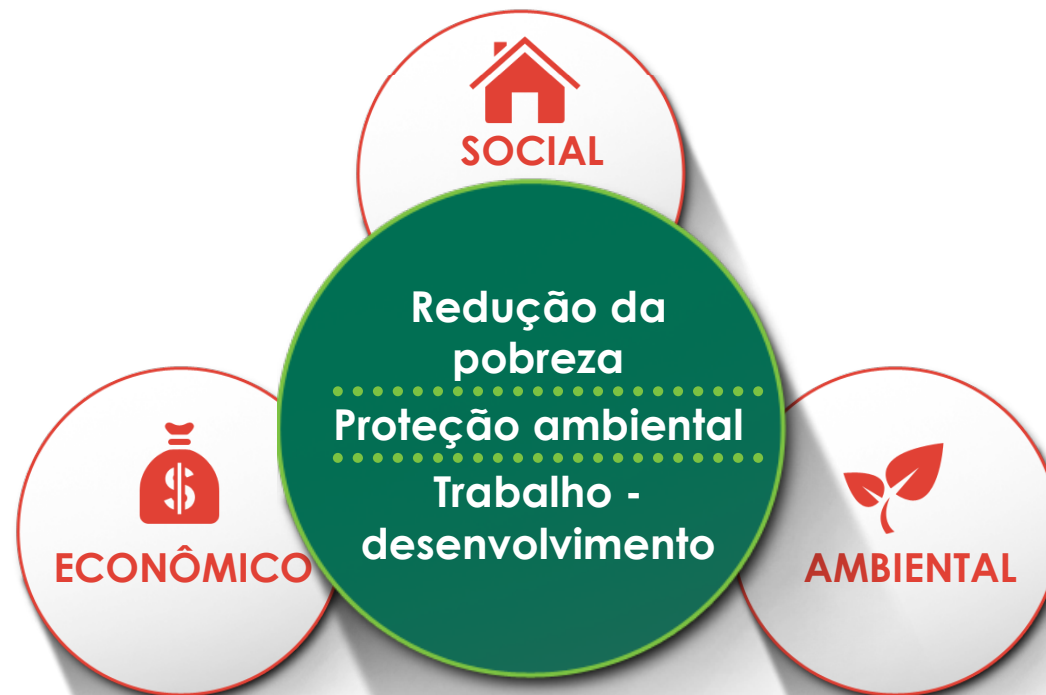 SOCIAL
Redução da
pobreza
Proteção ambiental
Trabalho -
desenvolvimento
ECONÔMICO
AMBIENTAL